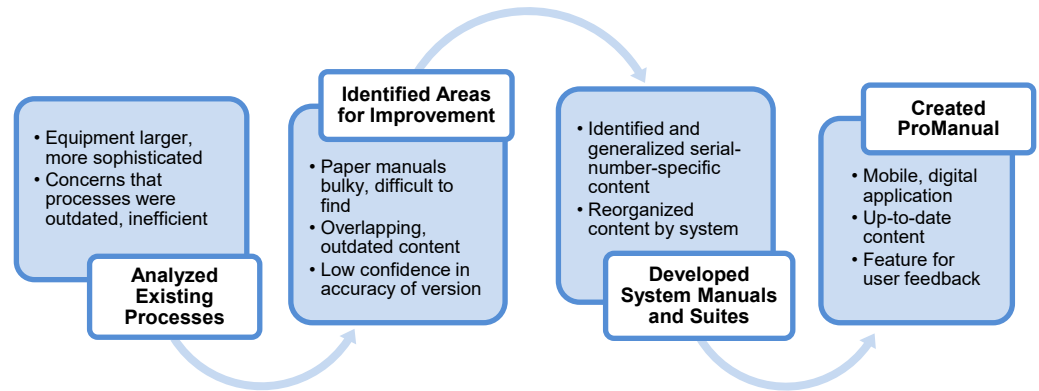 • Equipment larger,
more sophisticated
• Concerns that
processes were
outdated, inefficient
Analyzed
Existing
Processes
Identified Areas
for Improvement
• Paper manuals
bulky, difficult to
find
• Overlapping,
outdated content
• Low confidence in
accuracy of version
• Identified and
generalized serial-
number-specific
content
• Reorganized
content by system
Developed
System Manuals
and Suites
Created
ProManual
• Mobile, digital
application
• Up-to-date
content
• Feature for
user feedback